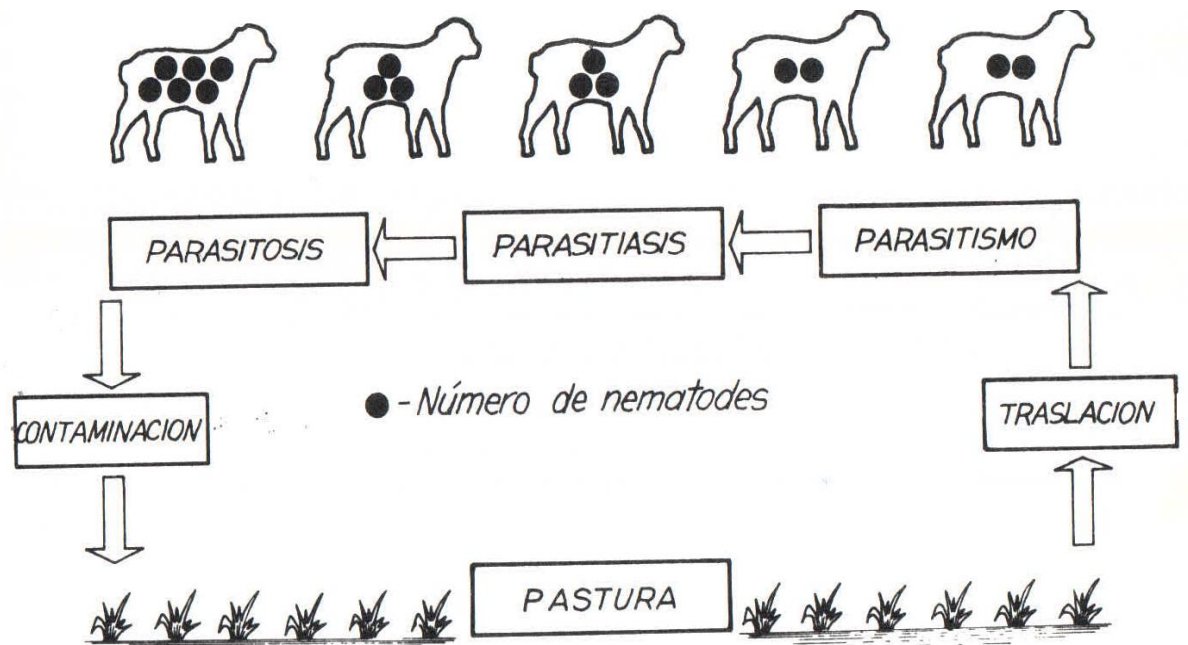 PARASITOSIS
PARASITIASIS
PARASITISMO
CONTAMINACION
● - Número de nematodes
TRASLACION
PASTURA